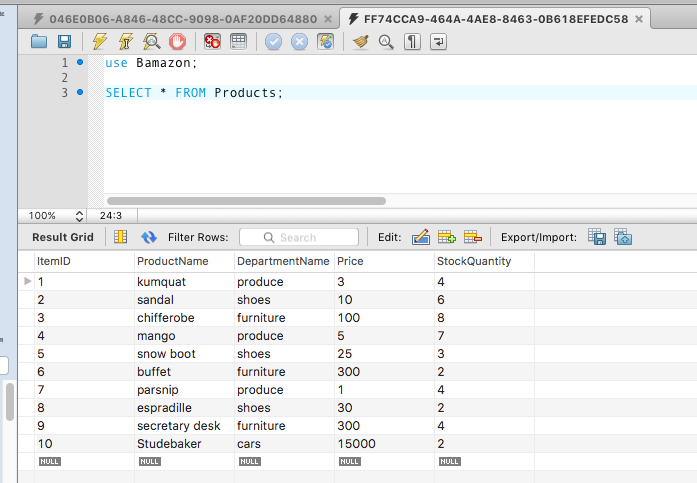 046E0B06-A846-48CC-9098-0AF20DD64880 × FF74CCA9-464A-4AE8-8463-0B618EFEDC58 ×
1 use Bamazon;
2
3 SELECT * FROM Products;
100% 24:3
Result Grid Filter Rows: Search Edit: Export/Import:
ItemID ProductName DepartmentName Price StockQuantity
1 kumquat produce 3 4
2 sandal shoes 10 6
3 chifferobe furniture 100 8
4 mango produce 5 7
5 snow boot shoes 25 3
6 buffet furniture 300 2
7 parsnip produce 1 4
8 espradille shoes 30 2
9 secretary desk furniture 300 4
10 Studebaker cars 15000 2
NULL NULL NULL NULL NULL